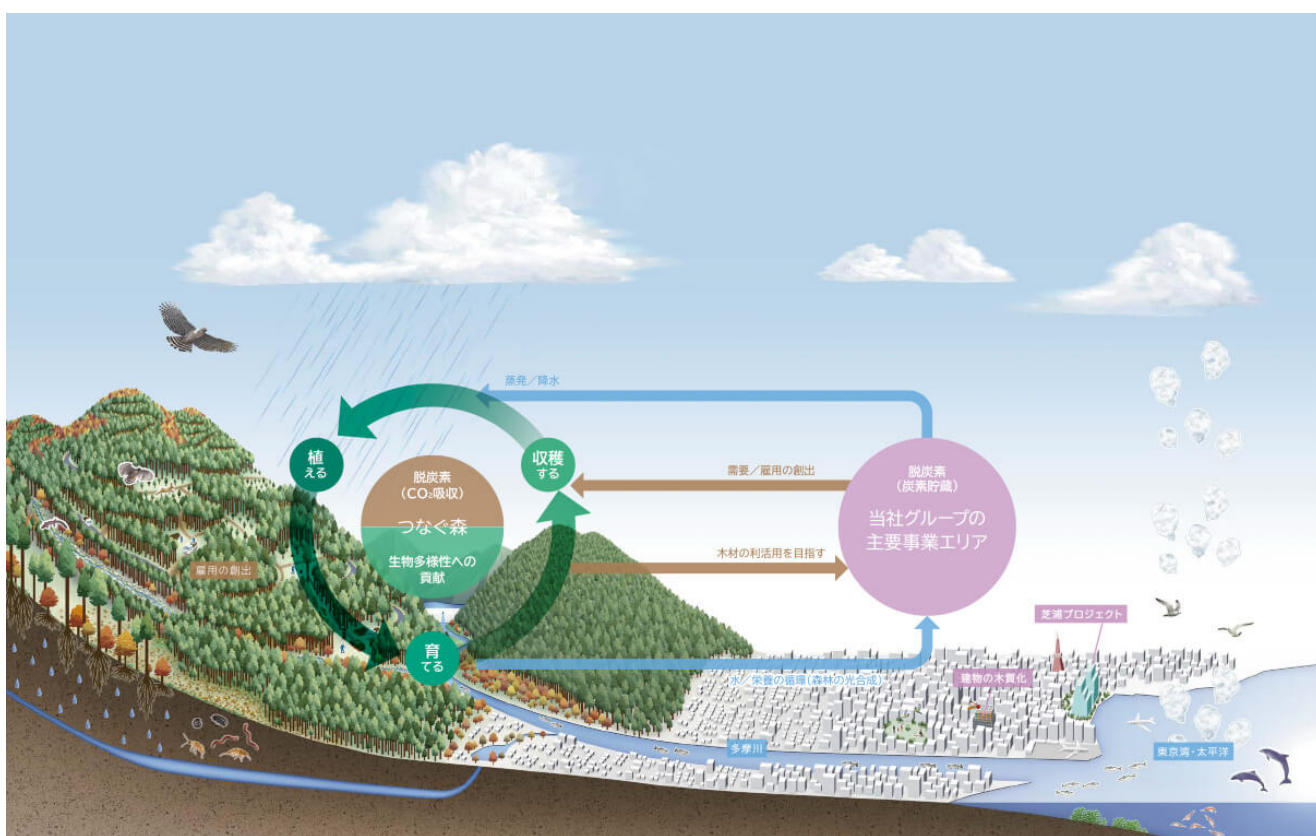 蒸発／降水
植
える
収穫
する
脱炭素
（CO₂吸収）
つなぐ森
生物多様性への
貢献
需要／雇用の創出
脱炭素
（炭素貯蔵）
当社グループの
主要事業エリア
雇用の創出
木材の利活用を目指す
育
てる
水／栄養の循環（森林の光合成）
芝浦プロジェクト
建物の木質化
多摩川
東京湾・太平洋